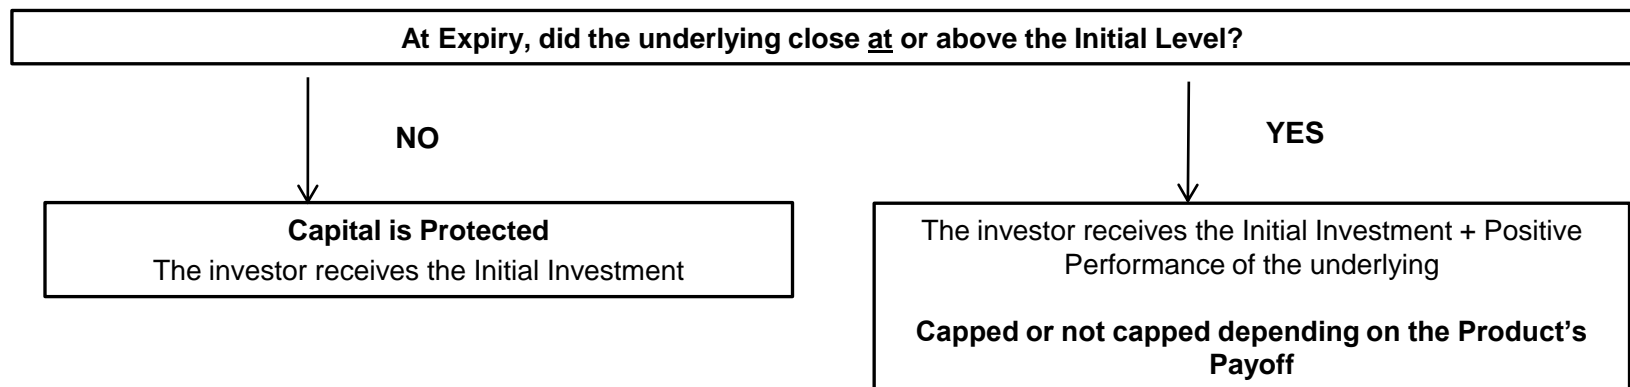 At Expiry, did the underlying close at or above the Initial Level?
NO
YES
Capital is Protected
The investor receives the Initial Investment
The investor receives the Initial Investment + Positive
Performance of the underlying
Capped or not capped depending on the Product’s
Payoff